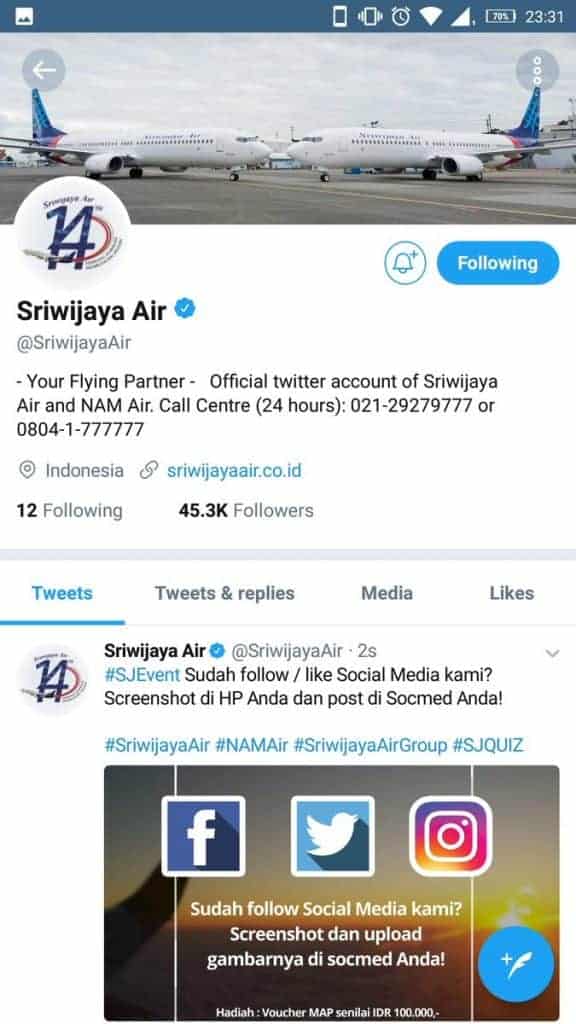 70%
23:31
Sriwijaya Air
Sriwijaya Air
14
Following
Sriwijaya Air
@SriwijayaAir
- Your Flying Partner - Official twitter account of Sriwijaya
Air and NAM Air. Call Centre (24 hours): 021-29279777 or
0804-1-777777
Indonesia sriwijayaair.co.id
12 Following 45.3K Followers
Tweets Tweets & replies Media Likes
Sriwijaya Air @SriwijayaAir · 2s
#SJEvent Sudah follow / like Social Media kami?
Screenshot di HP Anda dan post di Socmed Anda!
#SriwijayaAir #NAMAir #SriwijayaAirGroup #SJQUIZ
Sudah follow Social Media kami?
Screenshot dan upload
gambarnya di socmed Anda!
Hadiah : Voucher MAP senilai IDR 100.000,-